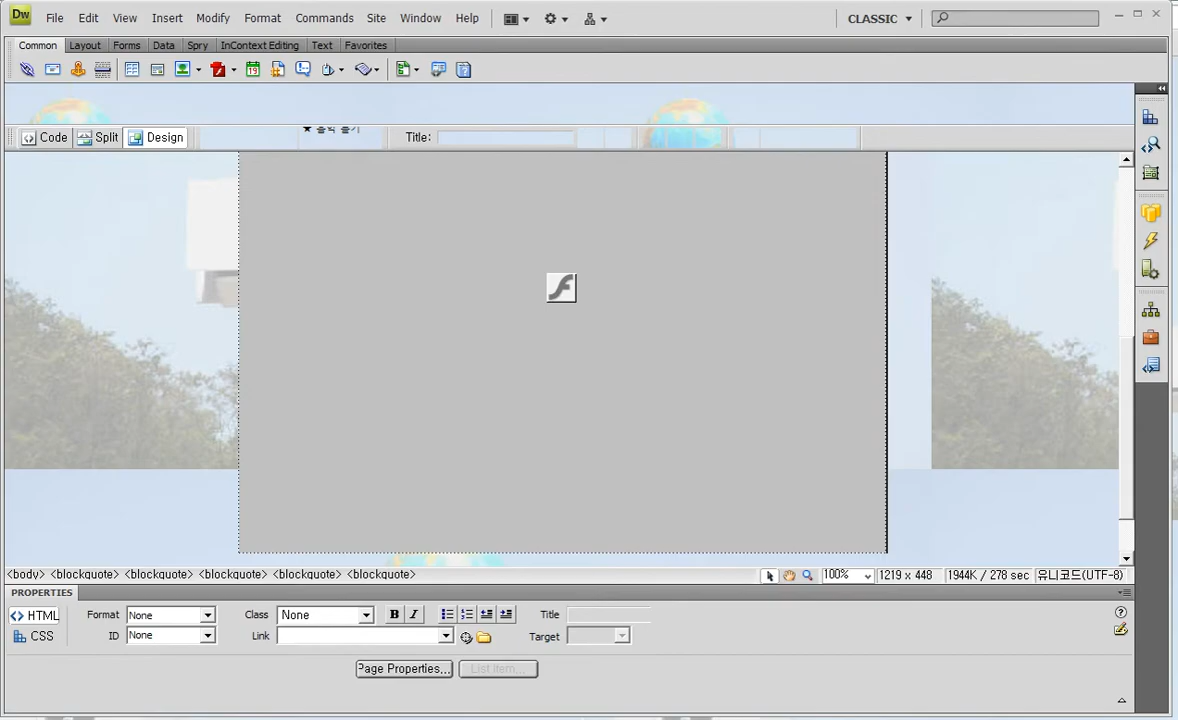 Dw File Edit View Insert Modify Format Commands Site Window Help CLASSIC
Common Layout Forms Data Spry InContext Editing Text Favorites
Code Split Design Title:
<body> <blockquote> <blockquote> <blockquote> <blockquote> <blockquote> 100% 1219 x 448 1944K / 278 sec 유니코드(UTF-8)
PROPERTIES
HTML Format None Class None B I Title
CSS ID None Link Target
Page Properties... List Item...